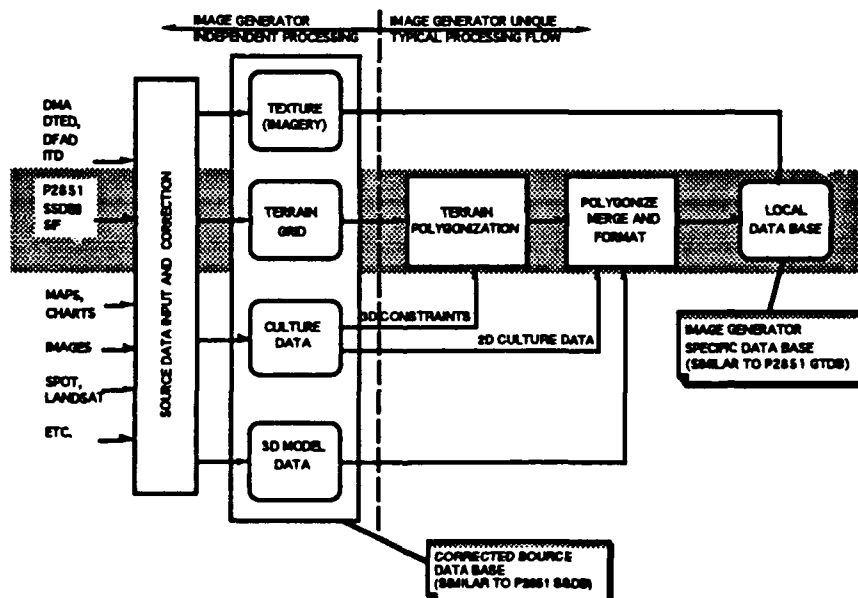 IMAGE GENERATOR
INDEPENDENT PROCESSING
IMAGE GENERATOR UNIQUE
TYPICAL PROCESSING FLOW
DMA
DTED,
DFAD
ITD
P2851
SSDB
SIF
MAPS,
CHARTS
IMAGES
SPOT,
LANDSAT
ETC.
SOURCE DATA INPUT AND CORRECTION
TEXTURE
(IMAGERY)
TERRAIN
GRID
CULTURE
DATA
3D MODEL
DATA
TERRAIN
POLYGONIZATION
POLYGONIZE
MERGE AND
FORMAT
LOCAL
DATA BASE
3D CONSTRAINTS
2D CULTURE DATA
IMAGE GENERATOR
SPECIFIC DATA BASE
(SIMILAR TO P2851 GTDB)
CORRECTED SOURCE
DATA BASE
(SIMILAR TO P2851 SSDB)